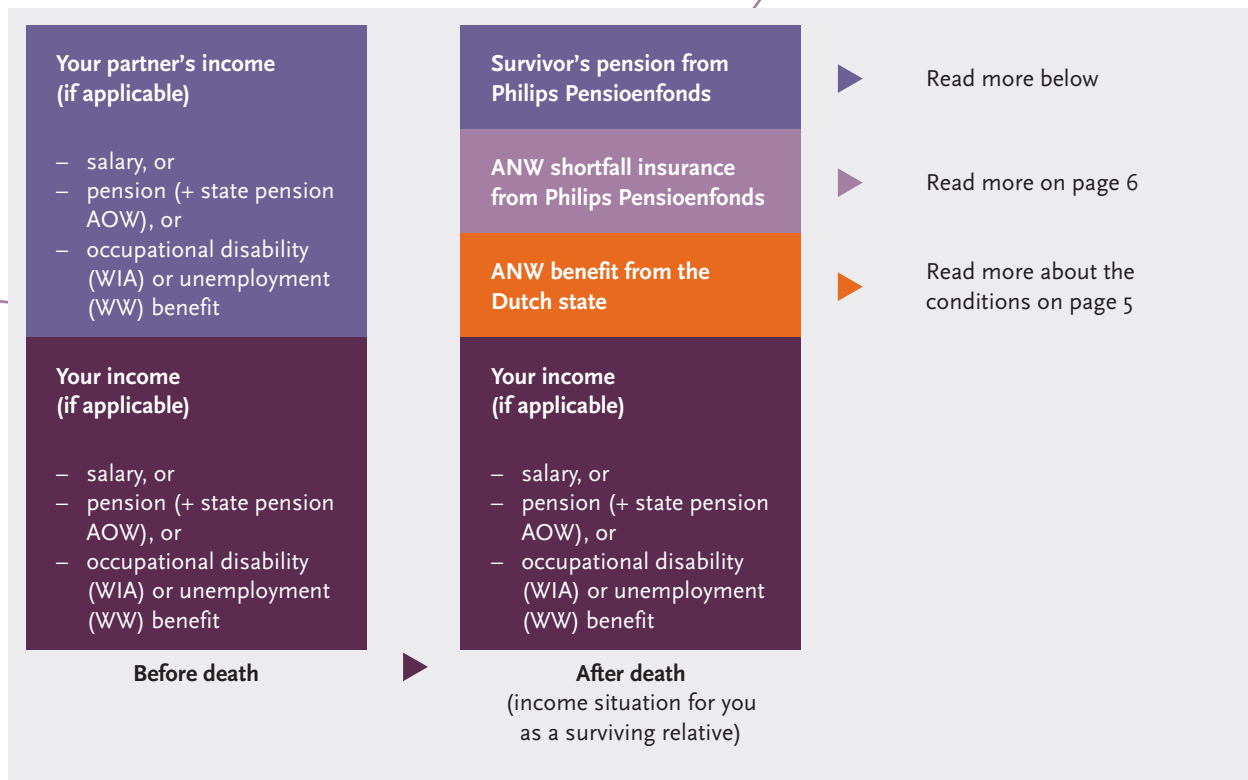 Your partner's income
(if applicable)
– salary, or
– pension (+ state pension
AOW), or
– occupational disability
(WIA) or unemployment
(WW) benefit
Your income
(if applicable)
– salary, or
– pension (+ state pension
AOW), or
– occupational disability
(WIA) or unemployment
(WW) benefit
Before death
Survivor's pension from
Philips Pensioenfonds
ANW shortfall insurance
from Philips Pensioenfonds
ANW benefit from the
Dutch state
Your income
(if applicable)
– salary, or
– pension (+ state pension
AOW), or
– occupational disability
(WIA) or unemployment
(WW) benefit
After death
(income situation for you
as a surviving relative)
Read more below
Read more on page 6
Read more about the
conditions on page 5